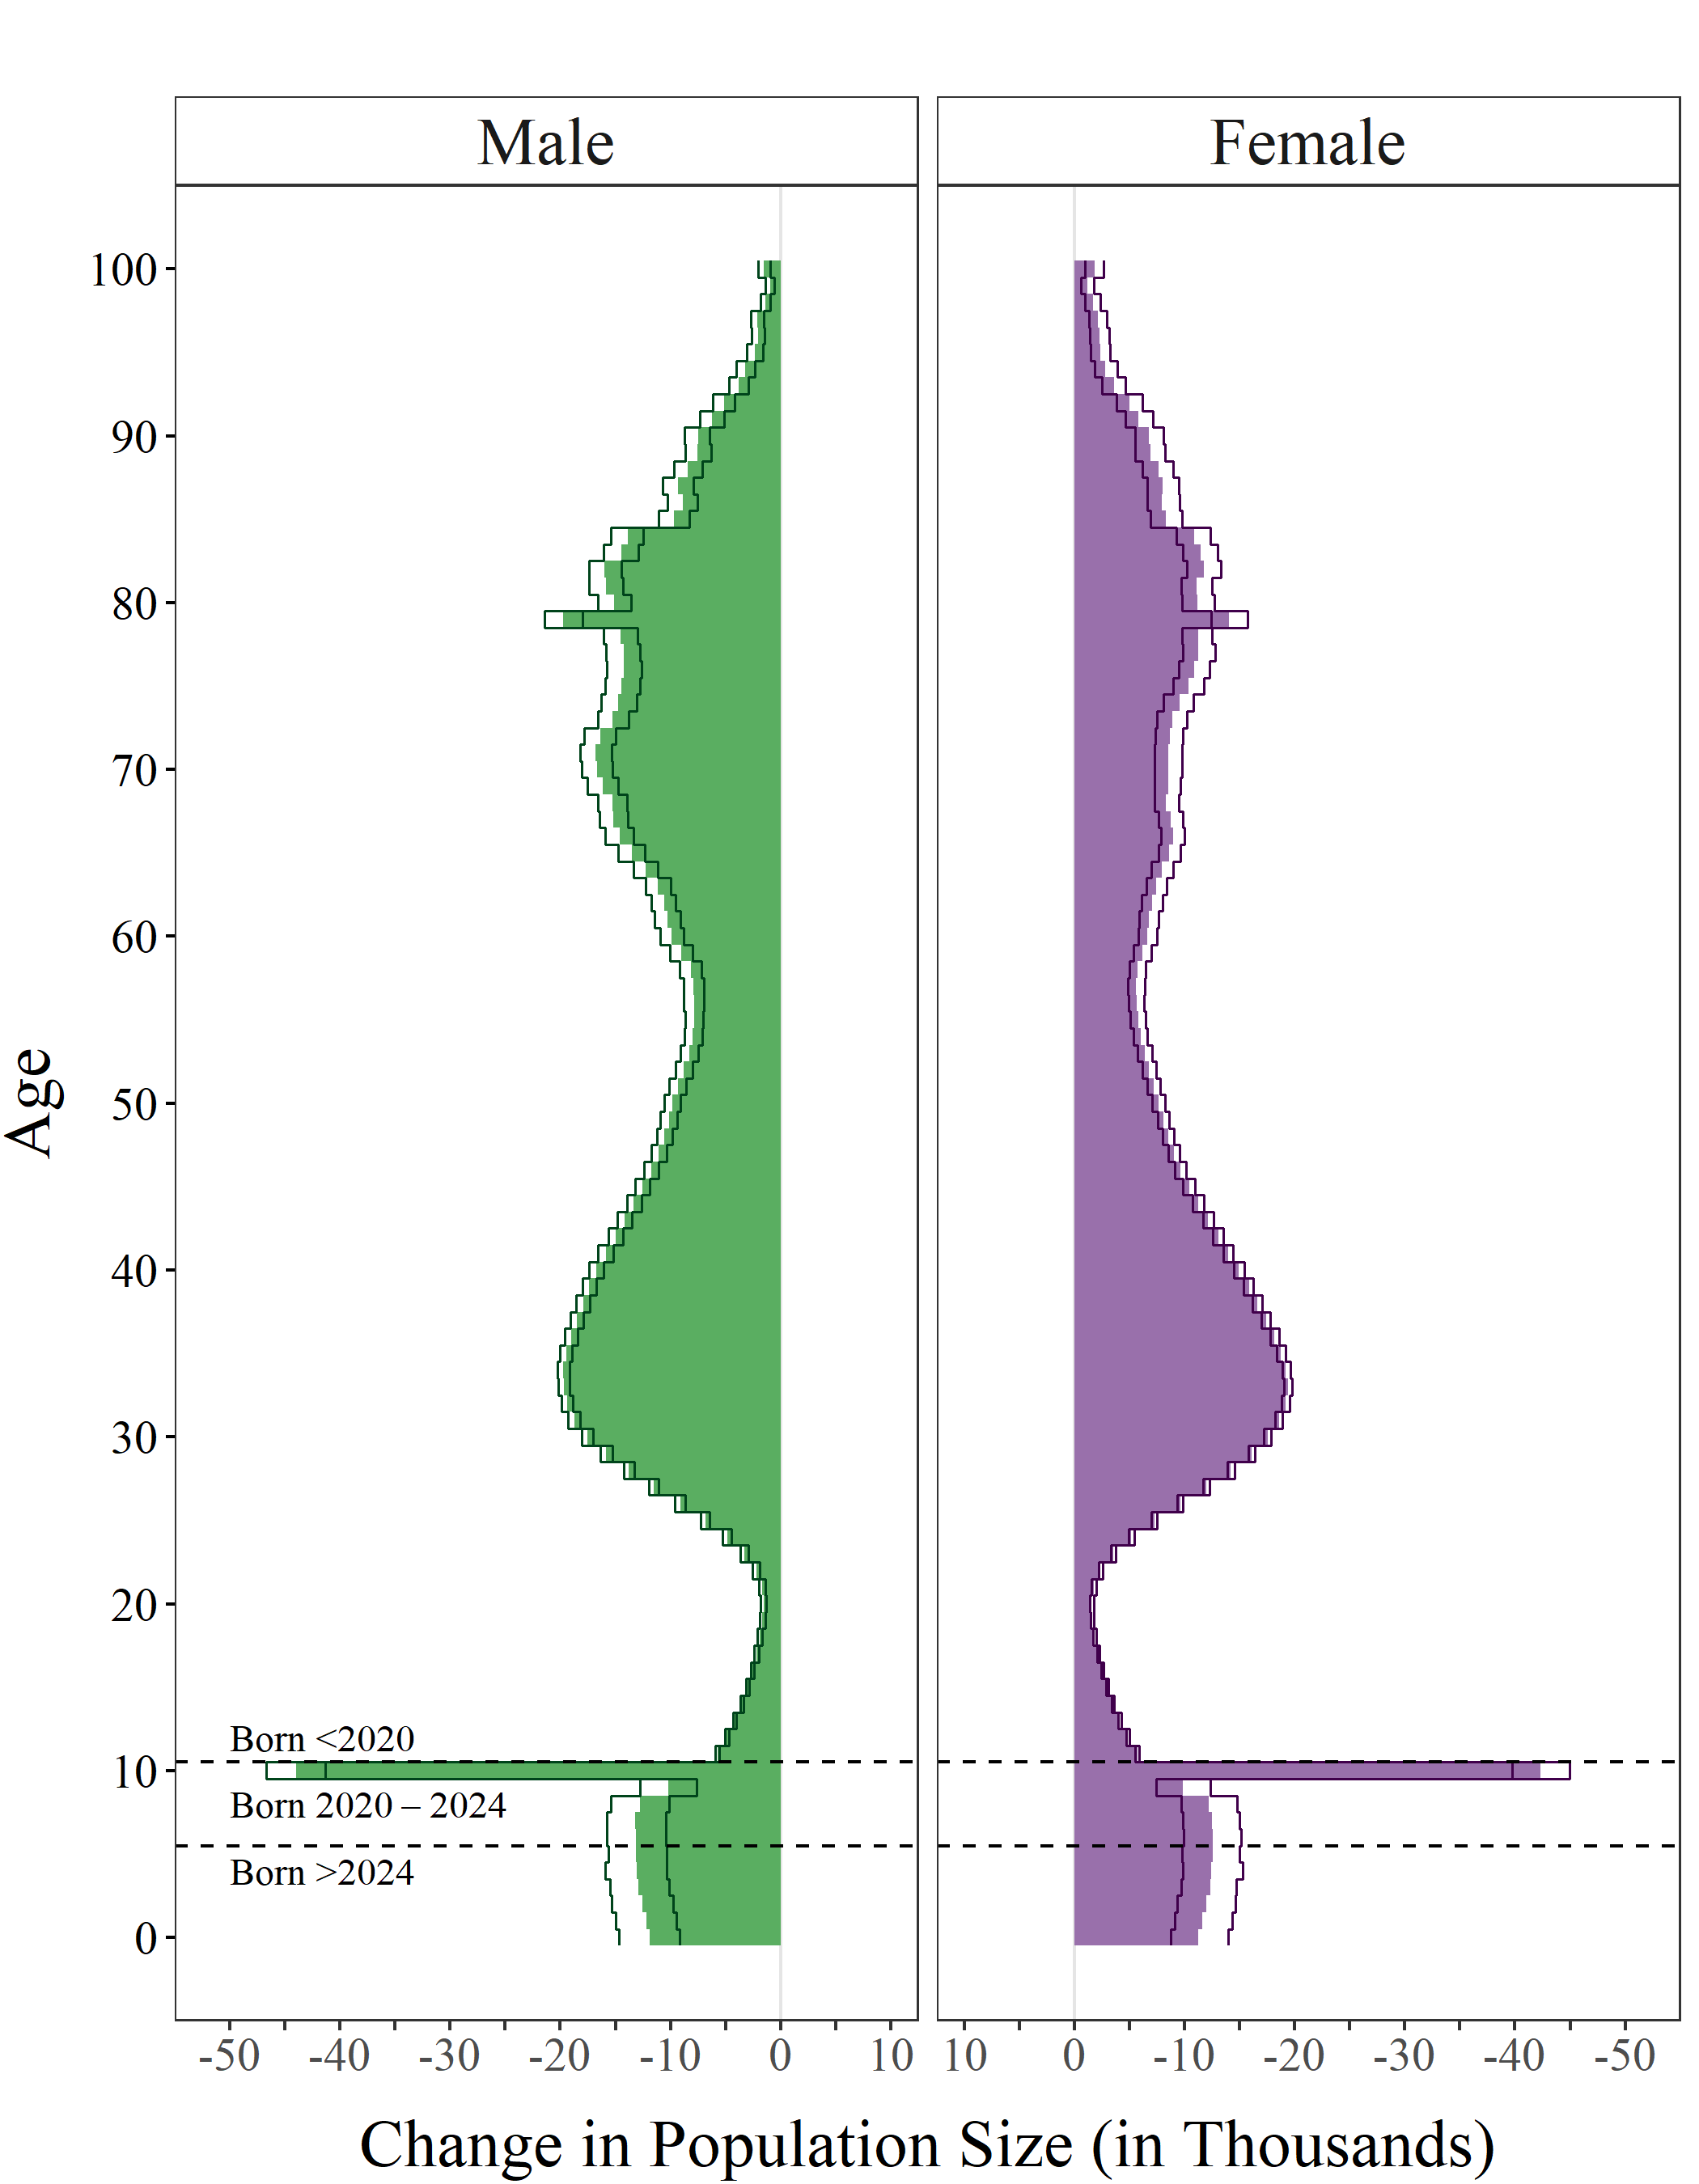 Male Female
100
90
80
70
60
50
40
30
20
10
0
Age
Born <2020
Born 2020 – 2024
Born >2024
-50 -40 -30 -20 -10 0 10 10 0 -10 -20 -30 -40 -50
Change in Population Size (in Thousands)